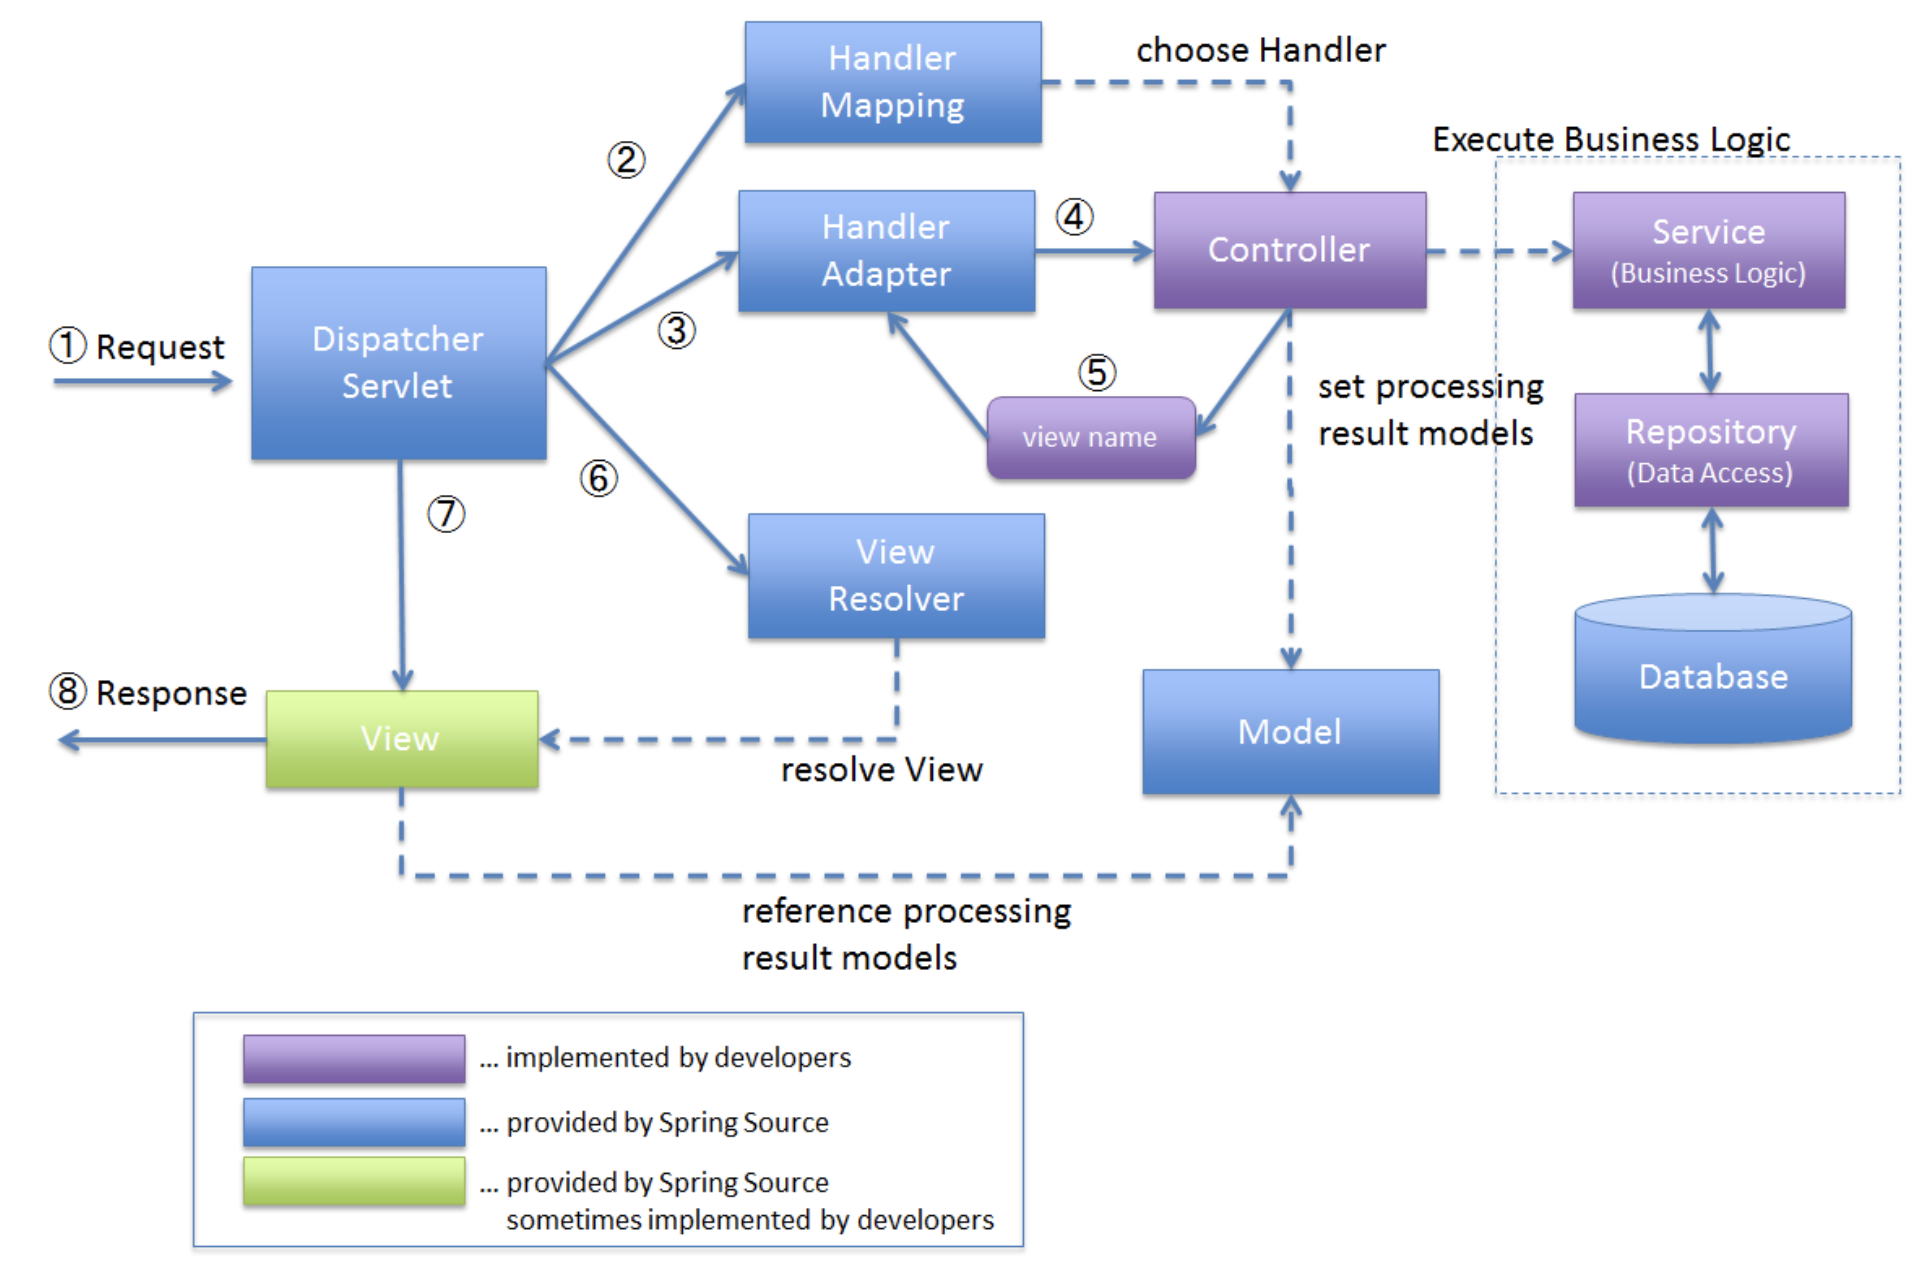 Handler
Mapping
choose Handler
Execute Business Logic
②
Handler
Adapter
④
Controller
Service
(Business Logic)
① Request
Dispatcher
Servlet
③
⑤
view name
set processing
result models
Repository
(Data Access)
⑥
⑦
View
Resolver
⑧ Response
View
resolve View
Model
Database
reference processing
result models
... implemented by developers
... provided by Spring Source
... provided by Spring Source
sometimes implemented by developers